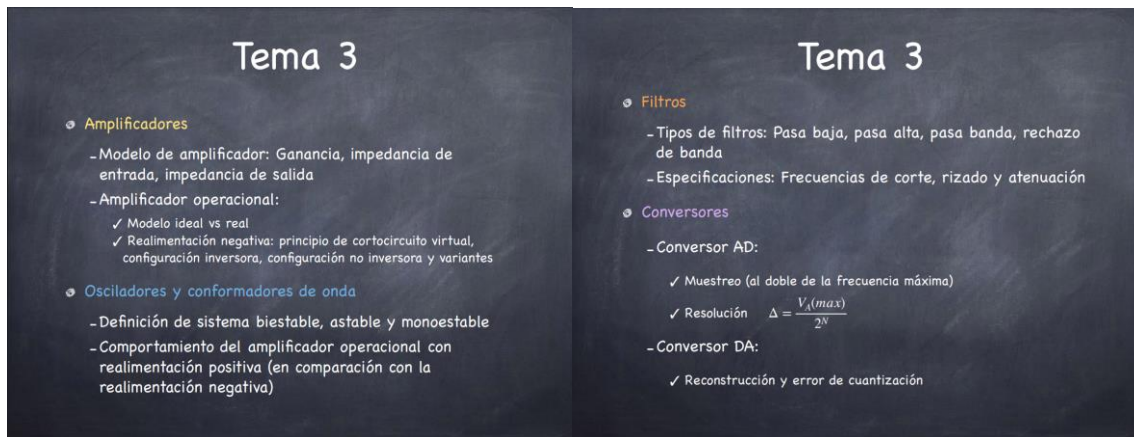 Tema 3
Amplificadores
- Modelo de amplificador: Ganancia, impedancia de
entrada, impedancia de salida
- Amplificador operacional:
✓ Modelo ideal vs real
✓ Realimentación negativa: principio de cortocircuito virtual,
configuración inversora, configuración no inversora y variantes
Osciladores y conformadores de onda
- Definición de sistema biestable, astable y monoestable
- Comportamiento del amplificador operacional con
realimentación positiva (en comparación con la
realimentación negativa)
Tema 3
Filtros
- Tipos de filtros: Pasa baja, pasa alta, pasa banda, rechazo
de banda
- Especificaciones: Frecuencias de corte, rizado y atenuación
Conversores
- Conversor AD:
✓ Muestreo (al doble de la frecuencia máxima)
✓ Resolución Δ = V_A(max) / 2^N
- Conversor DA:
✓ Reconstrucción y error de cuantización